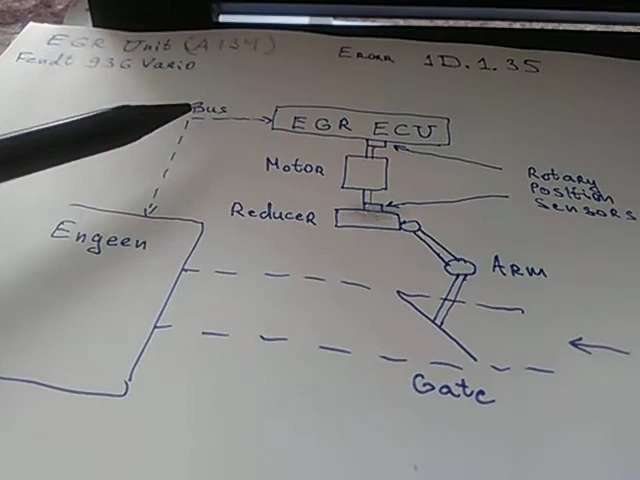 EGR Unit (A134)
Fendt 936 Vario
Erorr 1D.1.35
Bus
EGR ECU
Motor
Rotary
Position
Sensors
Reducer
Engeen
Arm
Gate